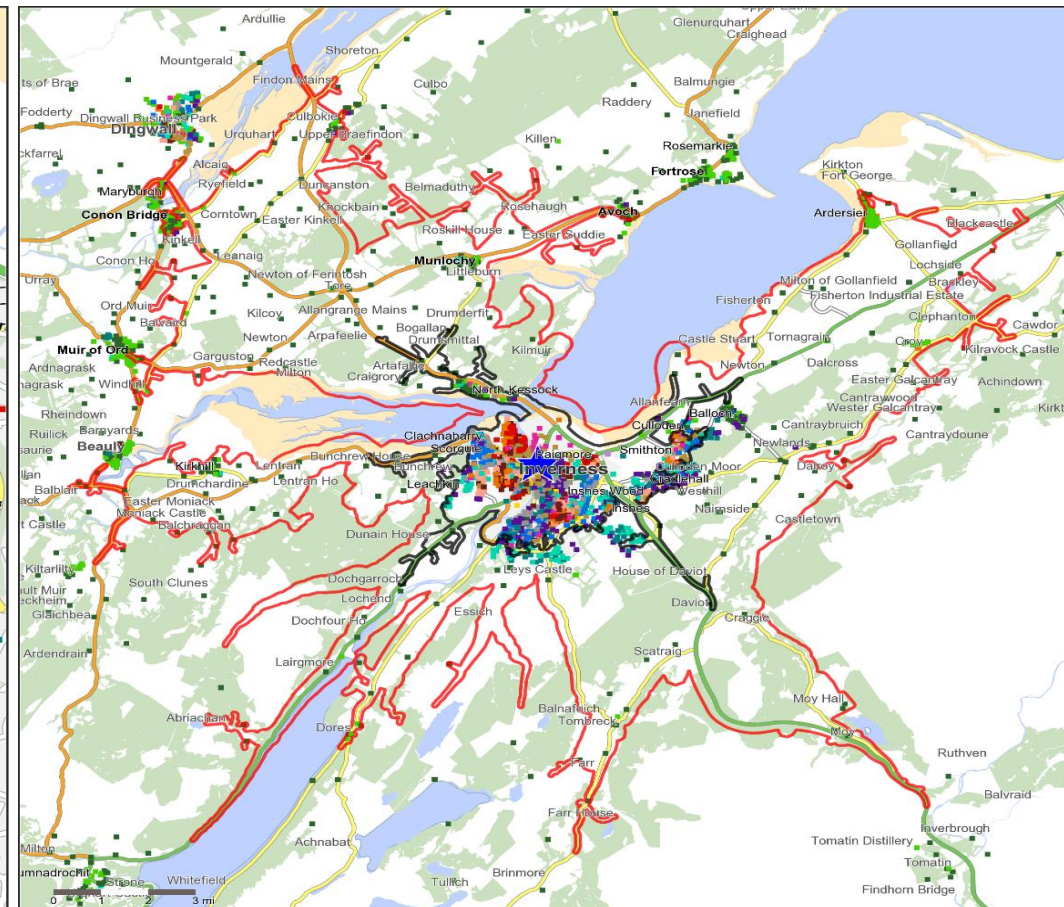 Ardullie
Glenurquhart
Craighead
Shoreton
Mountgerald
Findon Mains
Culbo
Balmungie
ts of Brae
Raddery
Janefield
Fodderty
Dingwall Business Park
Culbokie
Dingwall
Urquhart
Upper Braefindon
Killen
Rosemarkie
ckfarrel
Alcaig
Kirkton
Fort George
Ryefield
Fortrose
Maryburgh
Duncanston
Belmaduthy
Conon Bridge
Corntown
Knockbain
Rosehaugh
Avoch
Ardersier
Easter Kinkell
Roskill House
Blackcastle
Kinkell
Easter Suddie
Gollanfield
Conon Ho
Leanaig
Munlochy
Littleburn
Lochside
Urray
Newton of Ferintosh
Tore
Milton of Gollanfield
Brackley
Fisherton
Fisherton Industrial Estate
Ord Muir
Kilcoy
Allangrange Mains
Drumderfit
Balvaird
Bogallan
Clephanton
Newton
Arpafeelie
Drumsmittal
Cawdor
Muir of Ord
Kilmuir
Castle Stuart
Tornagrain
Croy
Kilravock Castle
Garguston
Redcastle
Artafallie
Newton
Dalcross
Ardnagrask
Milton
Craigrory
nagrask
Windhill
North Kessock
Easter Galcantray
Achindown
Allanfearn
Cantraywood
Rheindown
Balloch
Wester Galcantray
Kirkt
Ruilick
Barnyards
Culloden
Cantraybruich
Clachnaharry
Beauly
Bunchrew House
Scorguie
Raigmore
Smithton
Newlands
Cantraydoune
Kirkhill
Lentran
Bunchrew
Inverness
Culloden Moor
Dalroy
Balblair
Drumchardine
Lentran Ho
Leachkin
Cradlehall
Inshes Wood
Westhill
Easter Moniack
Inshes
Nairnside
Moniack Castle
Castletown
t Castle
Balchraggan
Dunain House
Kiltarlity
Leys Castle
House of Daviot
South Clunes
Dochgarroch
ault Muir
Lochend
Daviot
eckheim
Essich
Glaichbea
Dochfour Ho
Craggie
Ardendrain
Scatraig
Lairgmore
Moy Hall
Balnafoich
Abriachan
Tombreck
Dores
Moy
Ruthven
Farr
Balvraid
Farr House
Milton
Achnabat
Tomatin Distillery
Inverbrough
umnadrochit
Tomatin
Strone
Whitefield
Brinmore
Tullich
Findhorn Bridge
0 1 2 3 mi